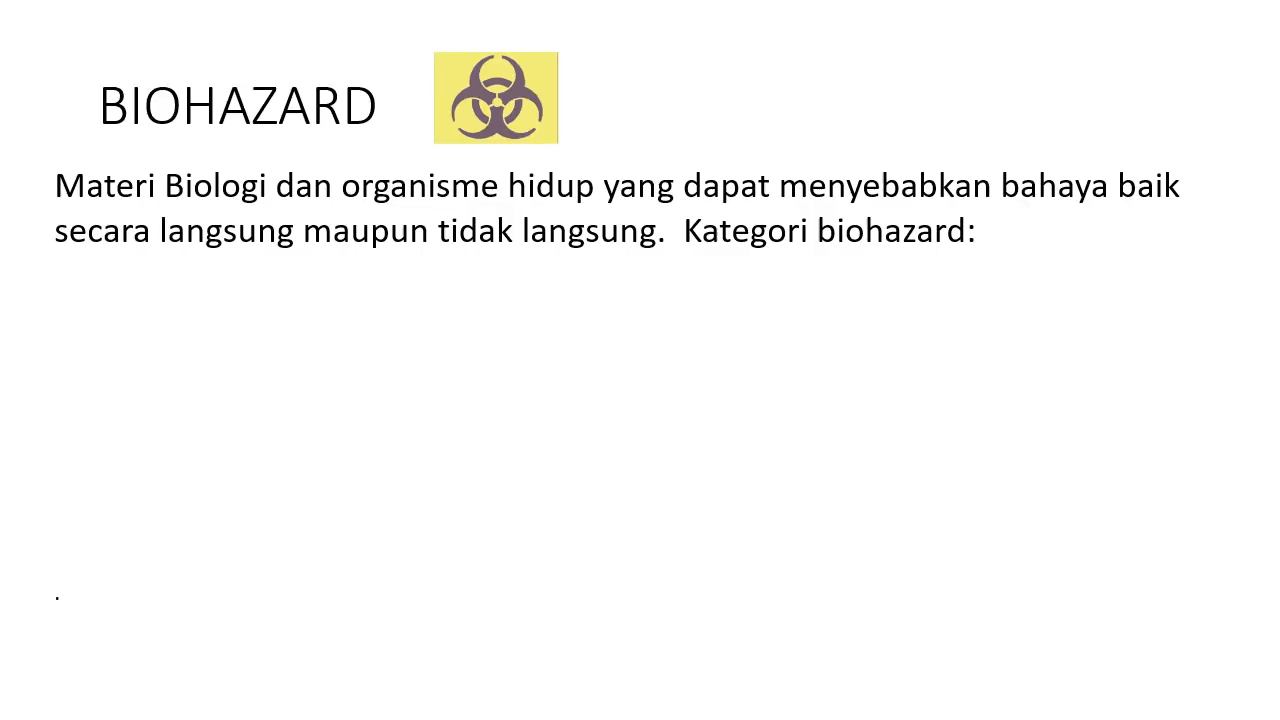 BIOHAZARD
Materi Biologi dan organisme hidup yang dapat menyebabkan bahaya baik
secara langsung maupun tidak langsung.  Kategori biohazard:
.